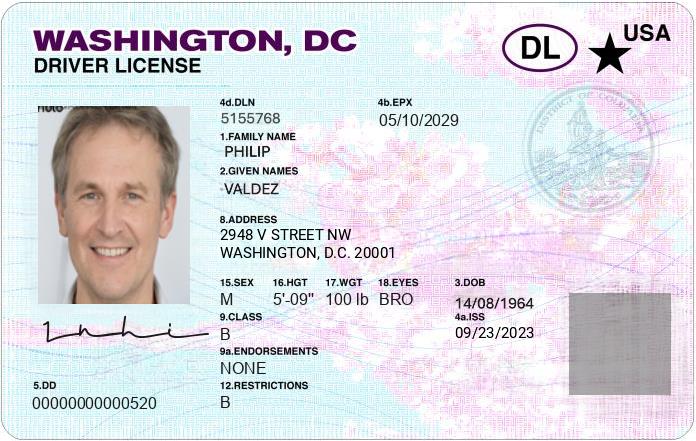 WASHINGTON, DC
DRIVER LICENSE
DL
USA
4d.DLN
5155768
4b.EPX
05/10/2029
1.FAMILY NAME
PHILIP
2.GIVEN NAMES
VALDEZ
8.ADDRESS
2948 V STREET NW
WASHINGTON, D.C. 20001
15.SEX 16.HGT 17.WGT 18.EYES 3.DOB
M 5'-09" 100 lb BRO 14/08/1964
9.CLASS
B
4a.ISS
09/23/2023
9a.ENDORSEMENTS
NONE
5.DD
00000000000520
12.RESTRICTIONS
B
DISTRICT OF COLUMBIA